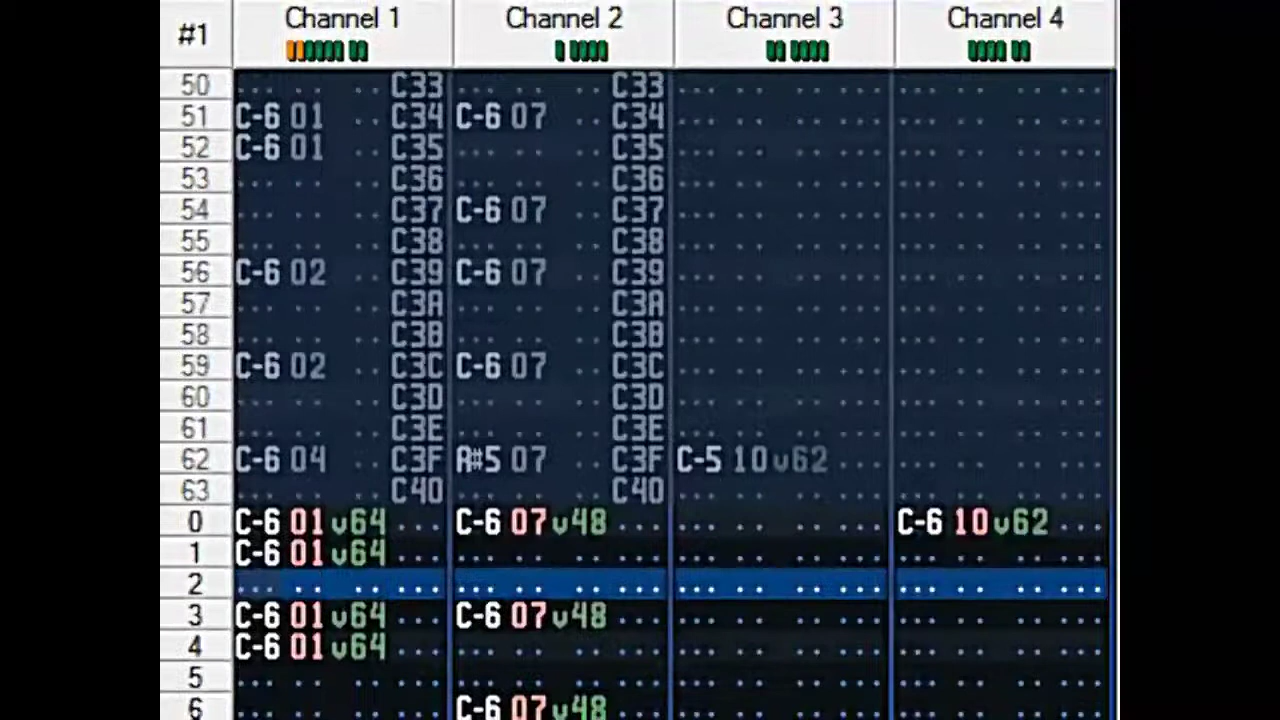 #1 Channel 1 Channel 2 Channel 3 Channel 4
50 ... .. .. C33 ... .. .. C33 ... .. .. ... ... .. .. ...
51 C-6 01 .. C34 C-6 07 .. C34 ... .. .. ... ... .. .. ...
52 C-6 01 .. C35 ... .. .. C35 ... .. .. ... ... .. .. ...
53 ... .. .. C36 ... .. .. C36 ... .. .. ... ... .. .. ...
54 ... .. .. C37 C-6 07 .. C37 ... .. .. ... ... .. .. ...
55 ... .. .. C38 ... .. .. C38 ... .. .. ... ... .. .. ...
56 C-6 02 .. C39 C-6 07 .. C39 ... .. .. ... ... .. .. ...
57 ... .. .. C3A ... .. .. C3A ... .. .. ... ... .. .. ...
58 ... .. .. C3B ... .. .. C3B ... .. .. ... ... .. .. ...
59 C-6 02 .. C3C C-6 07 .. C3C ... .. .. ... ... .. .. ...
60 ... .. .. C3D ... .. .. C3D ... .. .. ... ... .. .. ...
61 ... .. .. C3E ... .. .. C3E ... .. .. ... ... .. .. ...
62 C-6 04 .. C3F A#5 07 .. C3F C-5 10 v62 ... ... .. .. ...
63 ... .. .. C40 ... .. .. C40 ... .. .. ... ... .. .. ...
0 C-6 01 v64 ... C-6 07 v48 ... ... .. .. ... C-6 10 v62 ...
1 C-6 01 v64 ... ... .. .. ... ... .. .. ... ... .. .. ...
2 ... .. .. ... ... .. .. ... ... .. .. ... ... .. .. ...
3 C-6 01 v64 ... C-6 07 v48 ... ... .. .. ... ... .. .. ...
4 C-6 01 v64 ... ... .. .. ... ... .. .. ... ... .. .. ...
5 ... .. .. ... ... .. .. ... ... .. .. ... ... .. .. ...
6 ... .. .. ... C-6 07 v48 ... ... .. .. ... ... .. .. ...